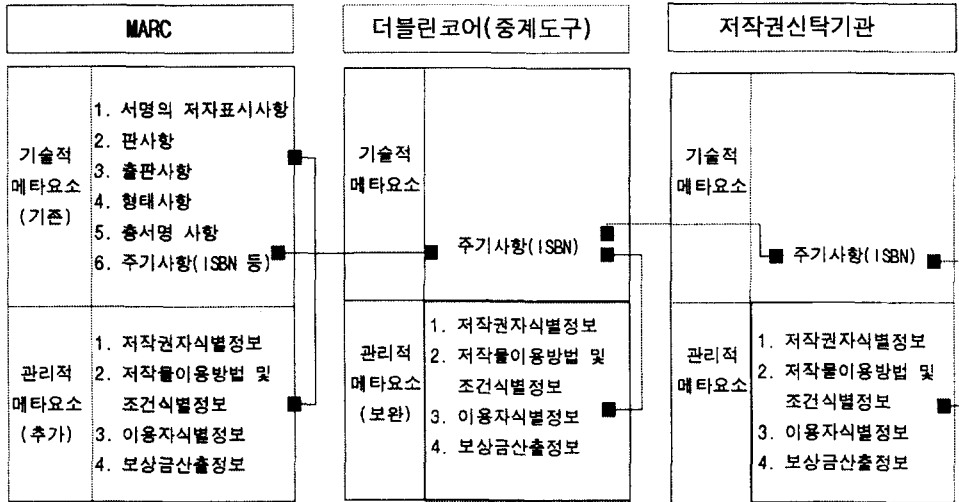 MARC
기술적
메타요소
(기존)
1. 서명의 저자표시사항
2. 판사항
3. 출판사항
4. 형태사항
5. 총서명 사항
6. 주기사항(ISBN 등)
관리적
메타요소
(추가)
1. 저작권자식별정보
2. 저작물이용방법 및
조건식별정보
3. 이용자식별정보
4. 보상금산출정보
더블린코어(중계도구)
기술적
메타요소
주기사항(ISBN)
관리적
메타요소
(보완)
1. 저작권자식별정보
2. 저작물이용방법 및
조건식별정보
3. 이용자식별정보
4. 보상금산출정보
저작권신탁기관
기술적
메타요소
주기사항(ISBN)
관리적
메타요소
1. 저작권자식별정보
2. 저작물이용방법 및
조건식별정보
3. 이용자식별정보
4. 보상금산출정보